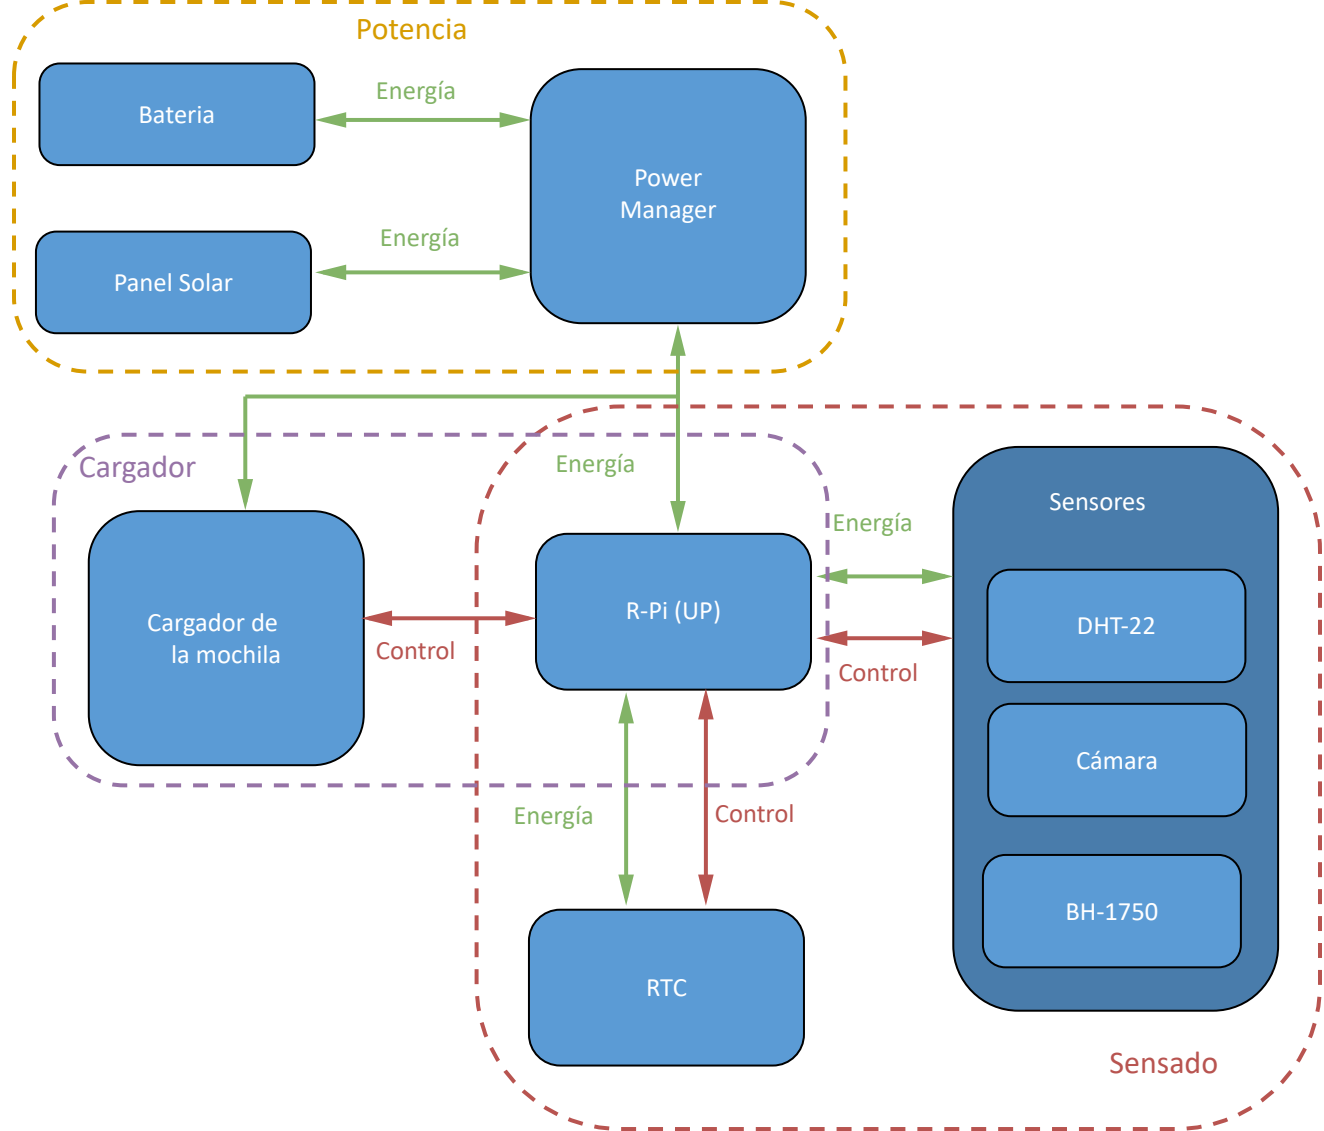 Potencia
Bateria
Energía
Power
Manager
Panel Solar
Energía
Cargador
Energía
Cargador de
la mochila
Control
R-Pi (UP)
Energía
Control
Sensores
DHT-22
Cámara
BH-1750
Energía
Control
RTC
Sensado